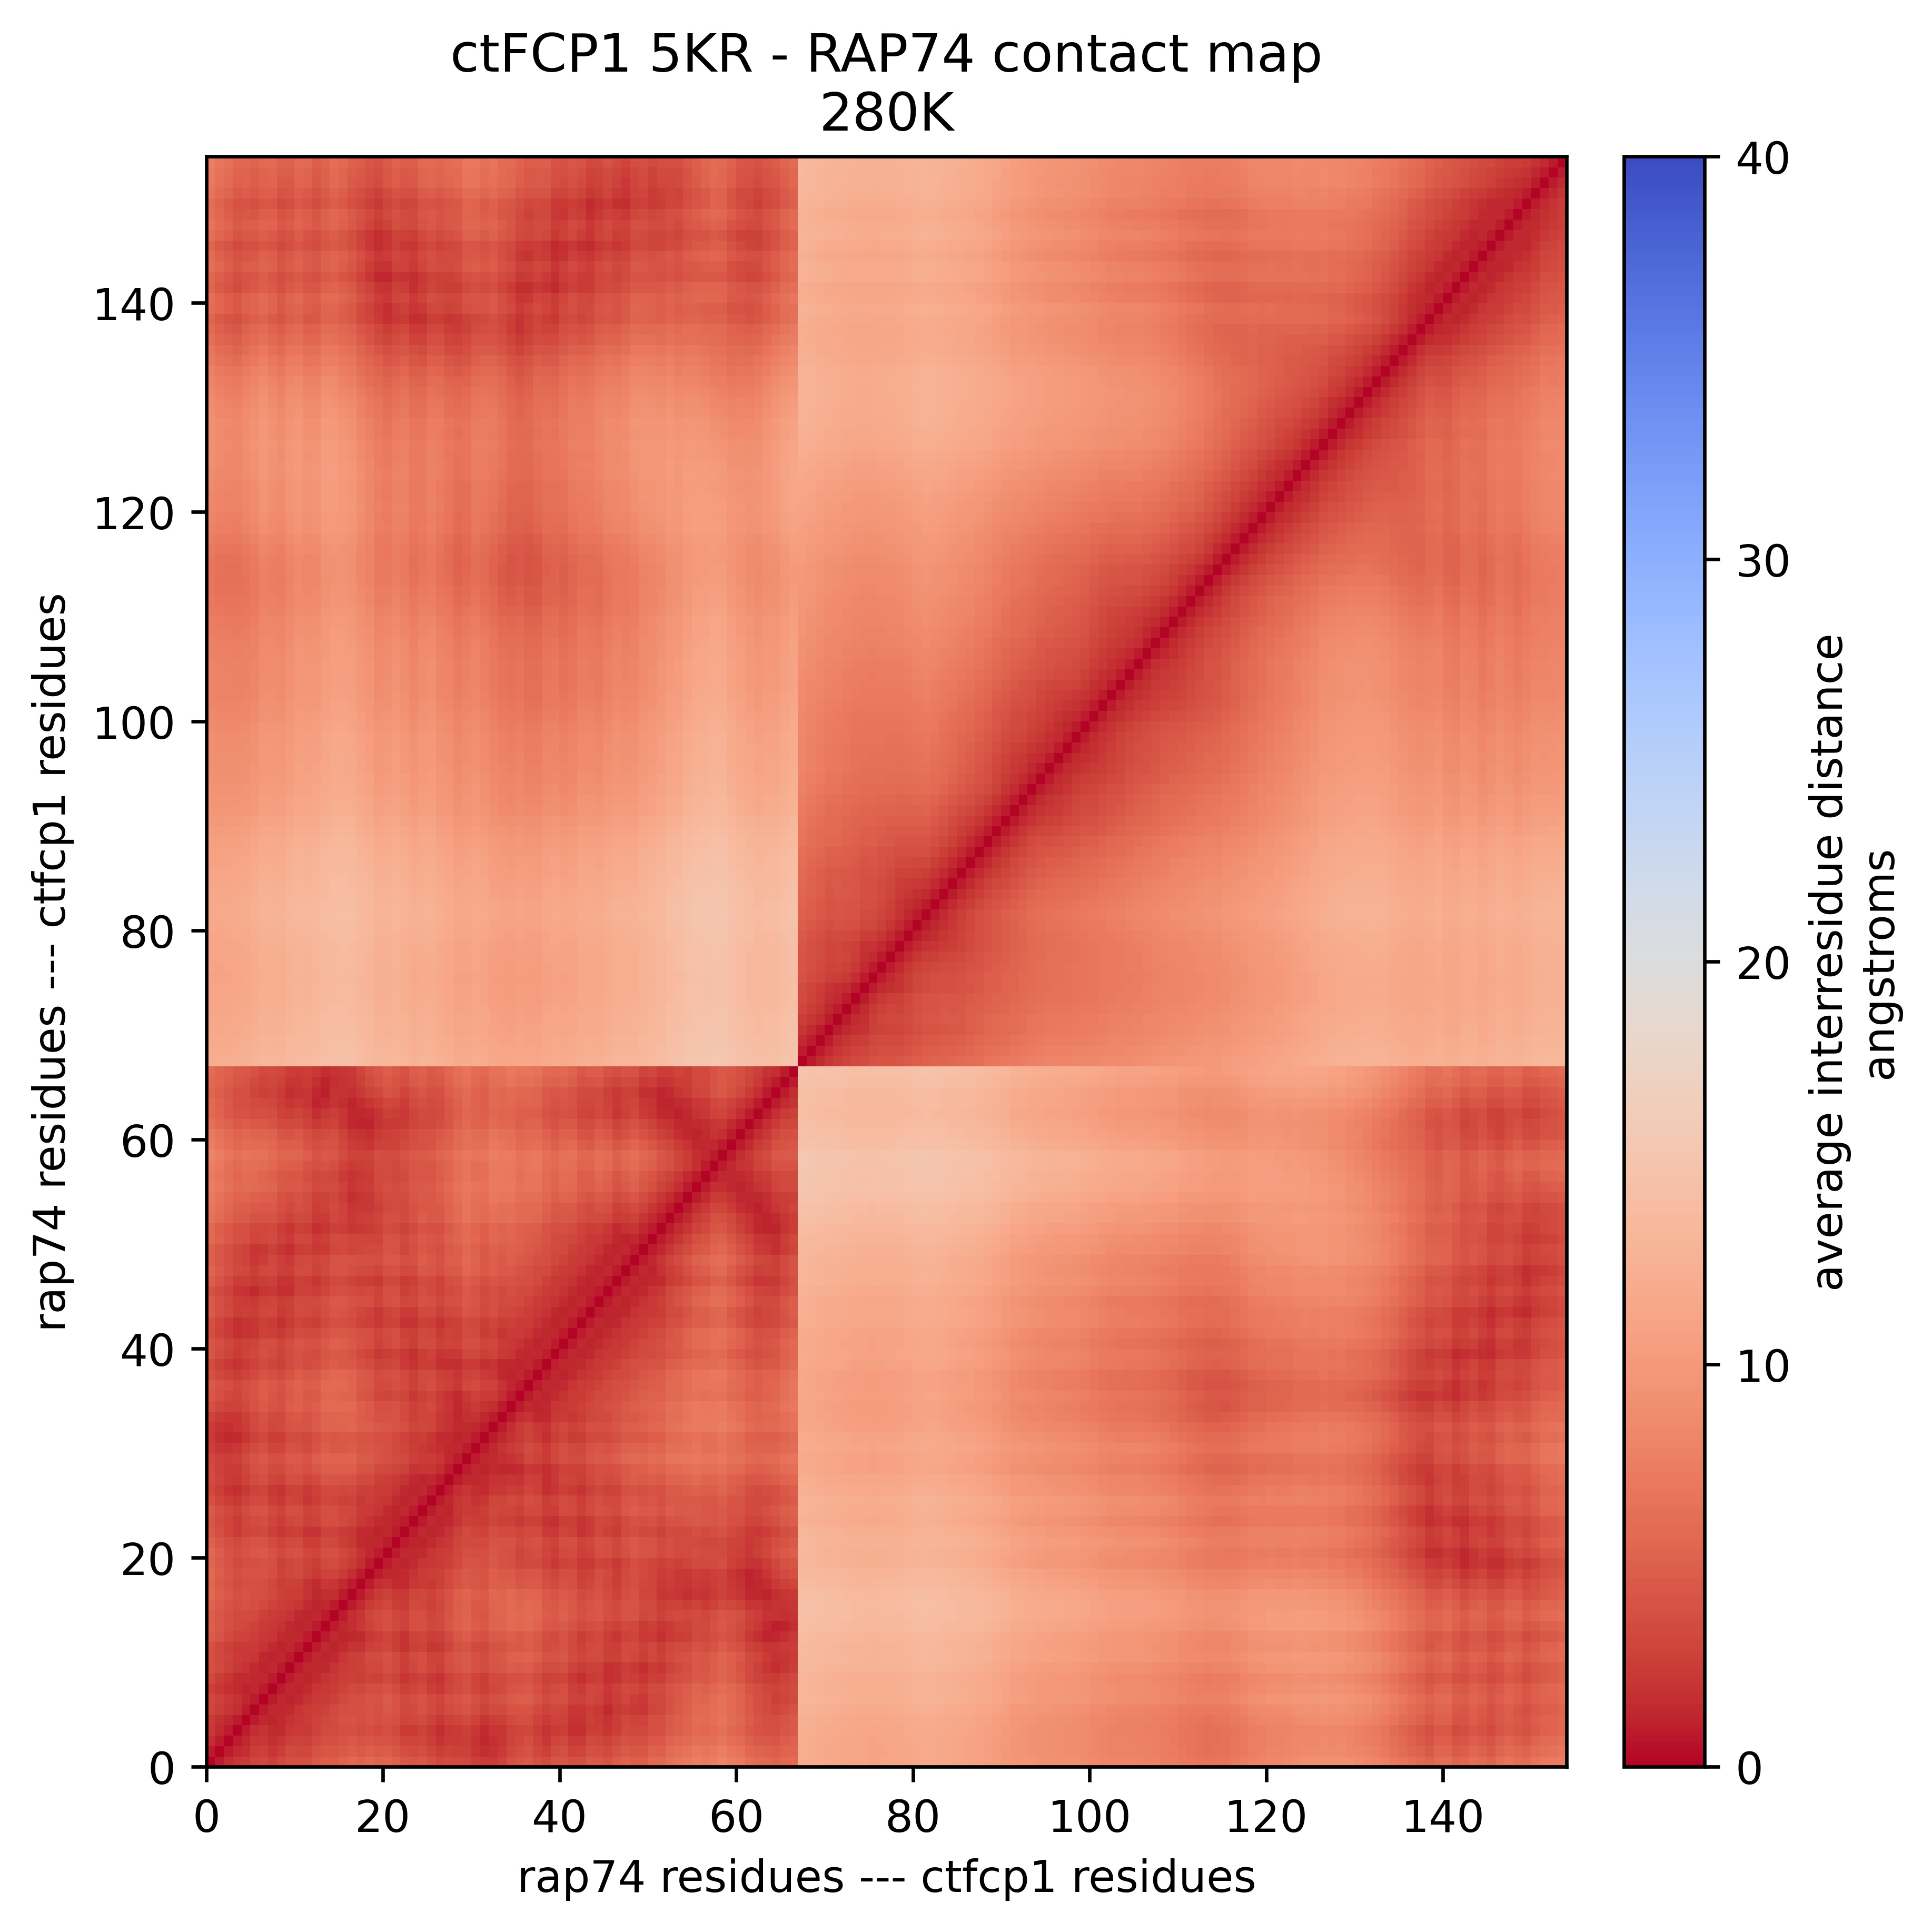 ctFCP1 5KR - RAP74 contact map
280K
rap74 residues --- ctfcp1 residues
140
120
100
80
60
40
20
0
0 20 40 60 80 100 120 140
rap74 residues --- ctfcp1 residues
40
30
20
10
0
average interresidue distance
angstroms